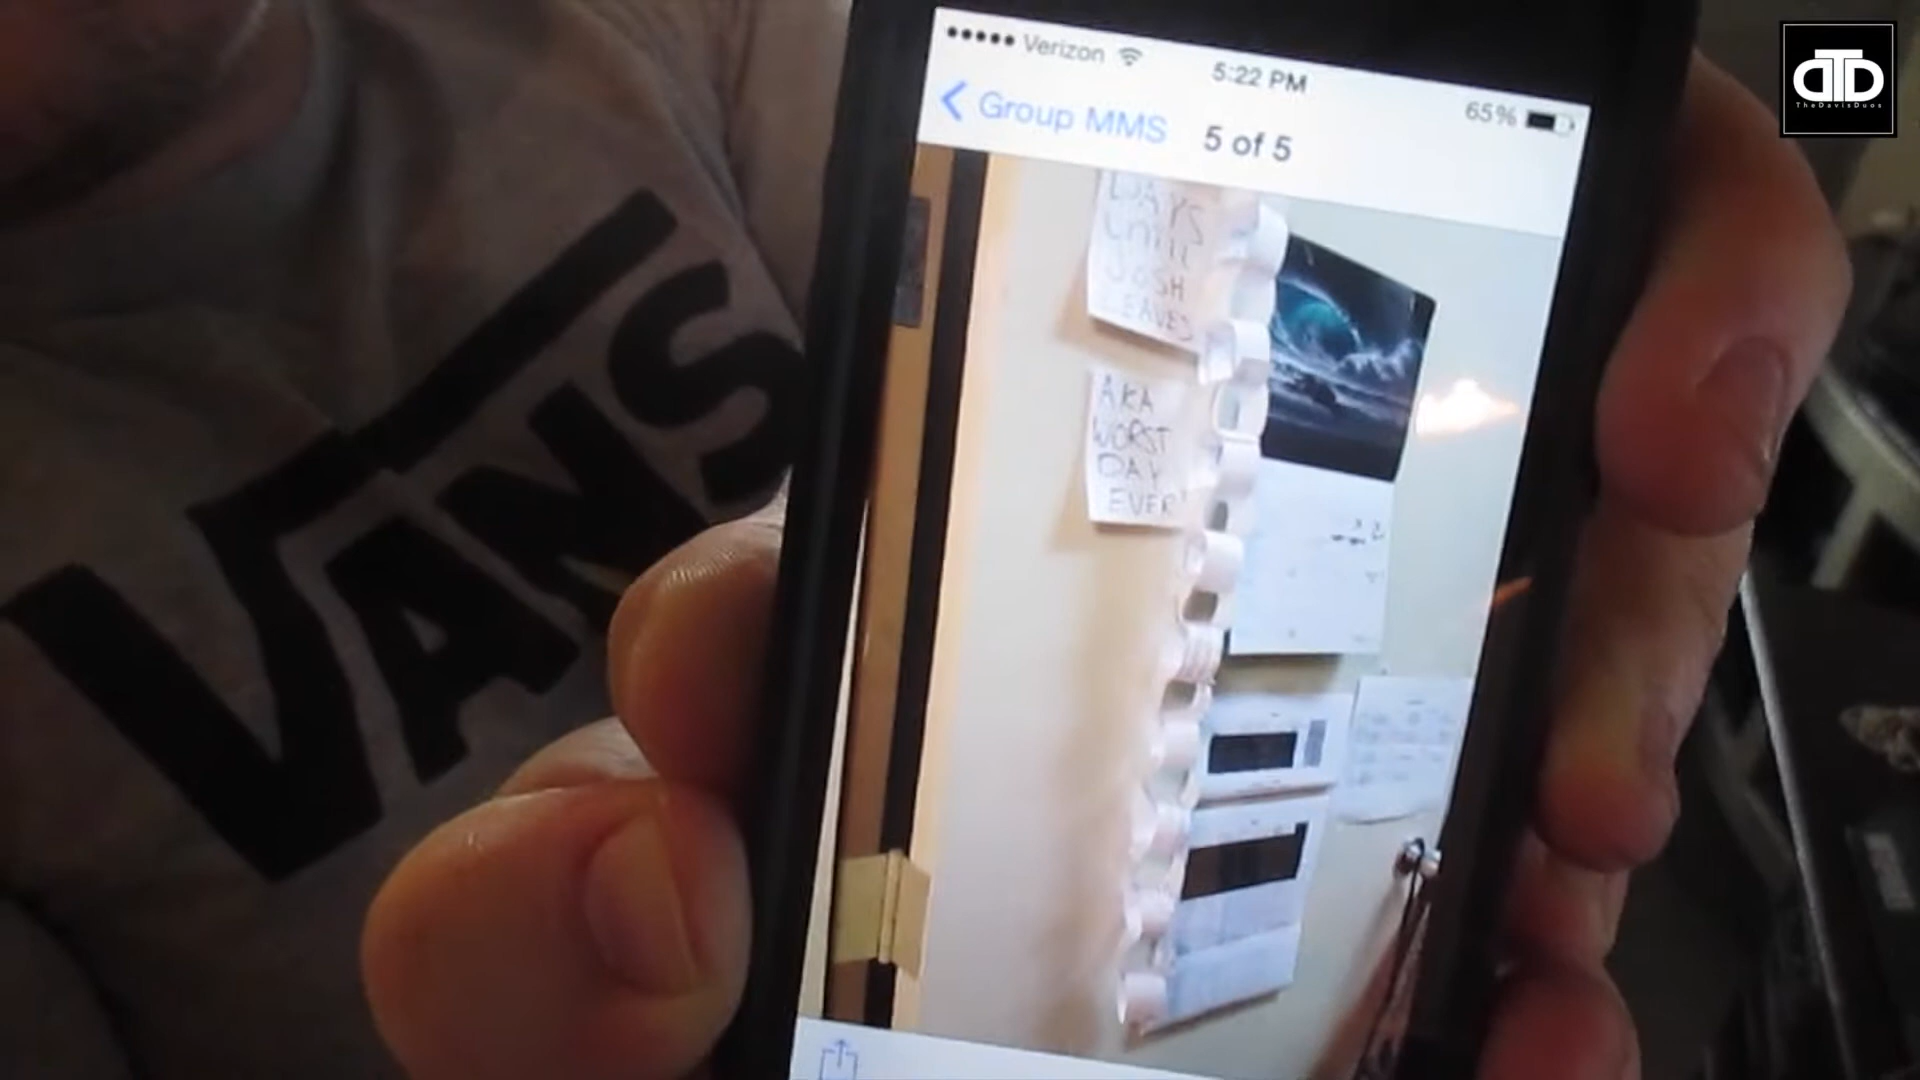 Verizon 5:22 PM 65%
Group MMS 5 of 5
DAYS
UNTIL
JOSH
LEAVES
AKA
WORST
DAY
EVER
VANS
DTD
TheDavisDuos